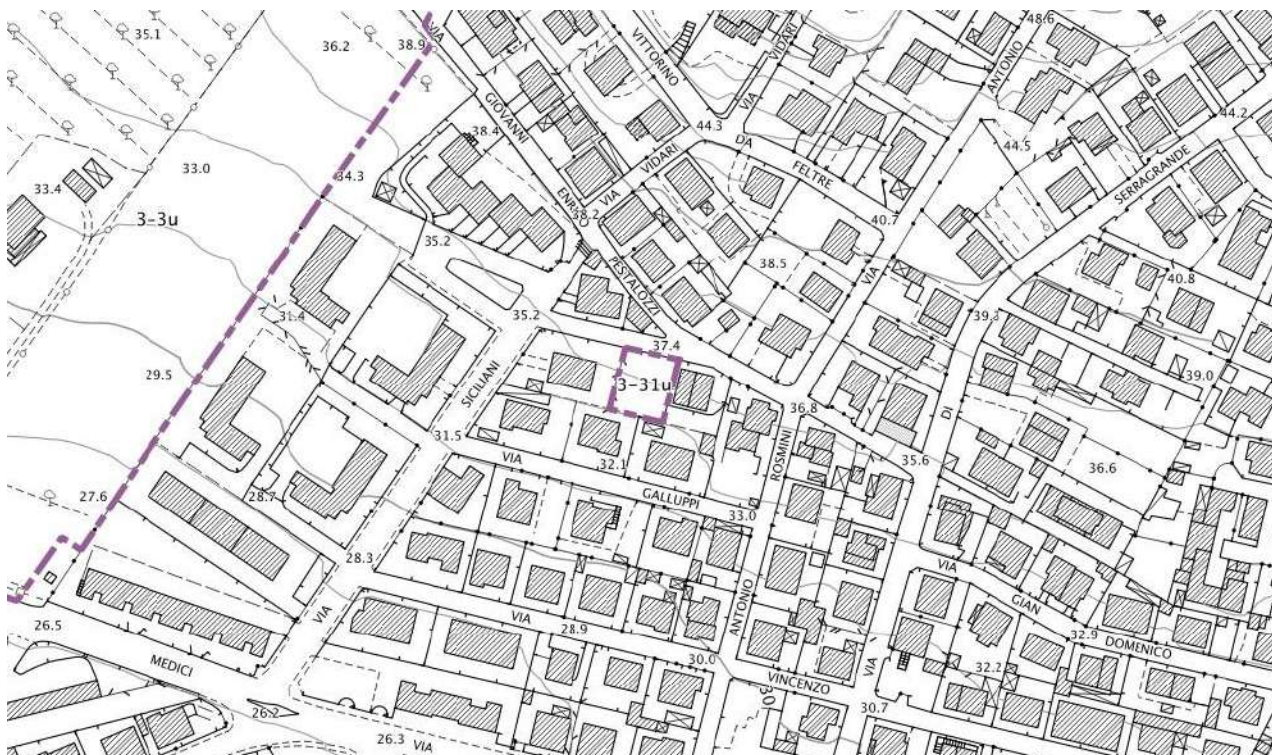 48.6
35.1
36.2
38.9
VIA
VITTORINO
VIDARI
VIA
ANTONIO
GIOVANNI
38.4
44.3
44.2
44.5
DA
FELTRE
VIDARI
VIA
SERRAGRANDE
33.0
34.3
33.4
3-3u
ENRICO
38.2
40.7
35.2
PESTALOZZI
38.5
VIA
40.8
31.4
35.2
39.3
37.4
29.5
SICILIANI
3-31u
39.0
36.8
DI
31.5
ROSMINI
VIA
32.1
35.6
36.6
27.6
28.7
GALLUPPI
33.0
28.3
VIA
GIAN
26.5
VIA
VIA
28.9
ANTONIO
32.9
DOMENICO
MEDICI
30.0
VINCENZO
VIA
32.2
26.2
30.7
26.3
VIA